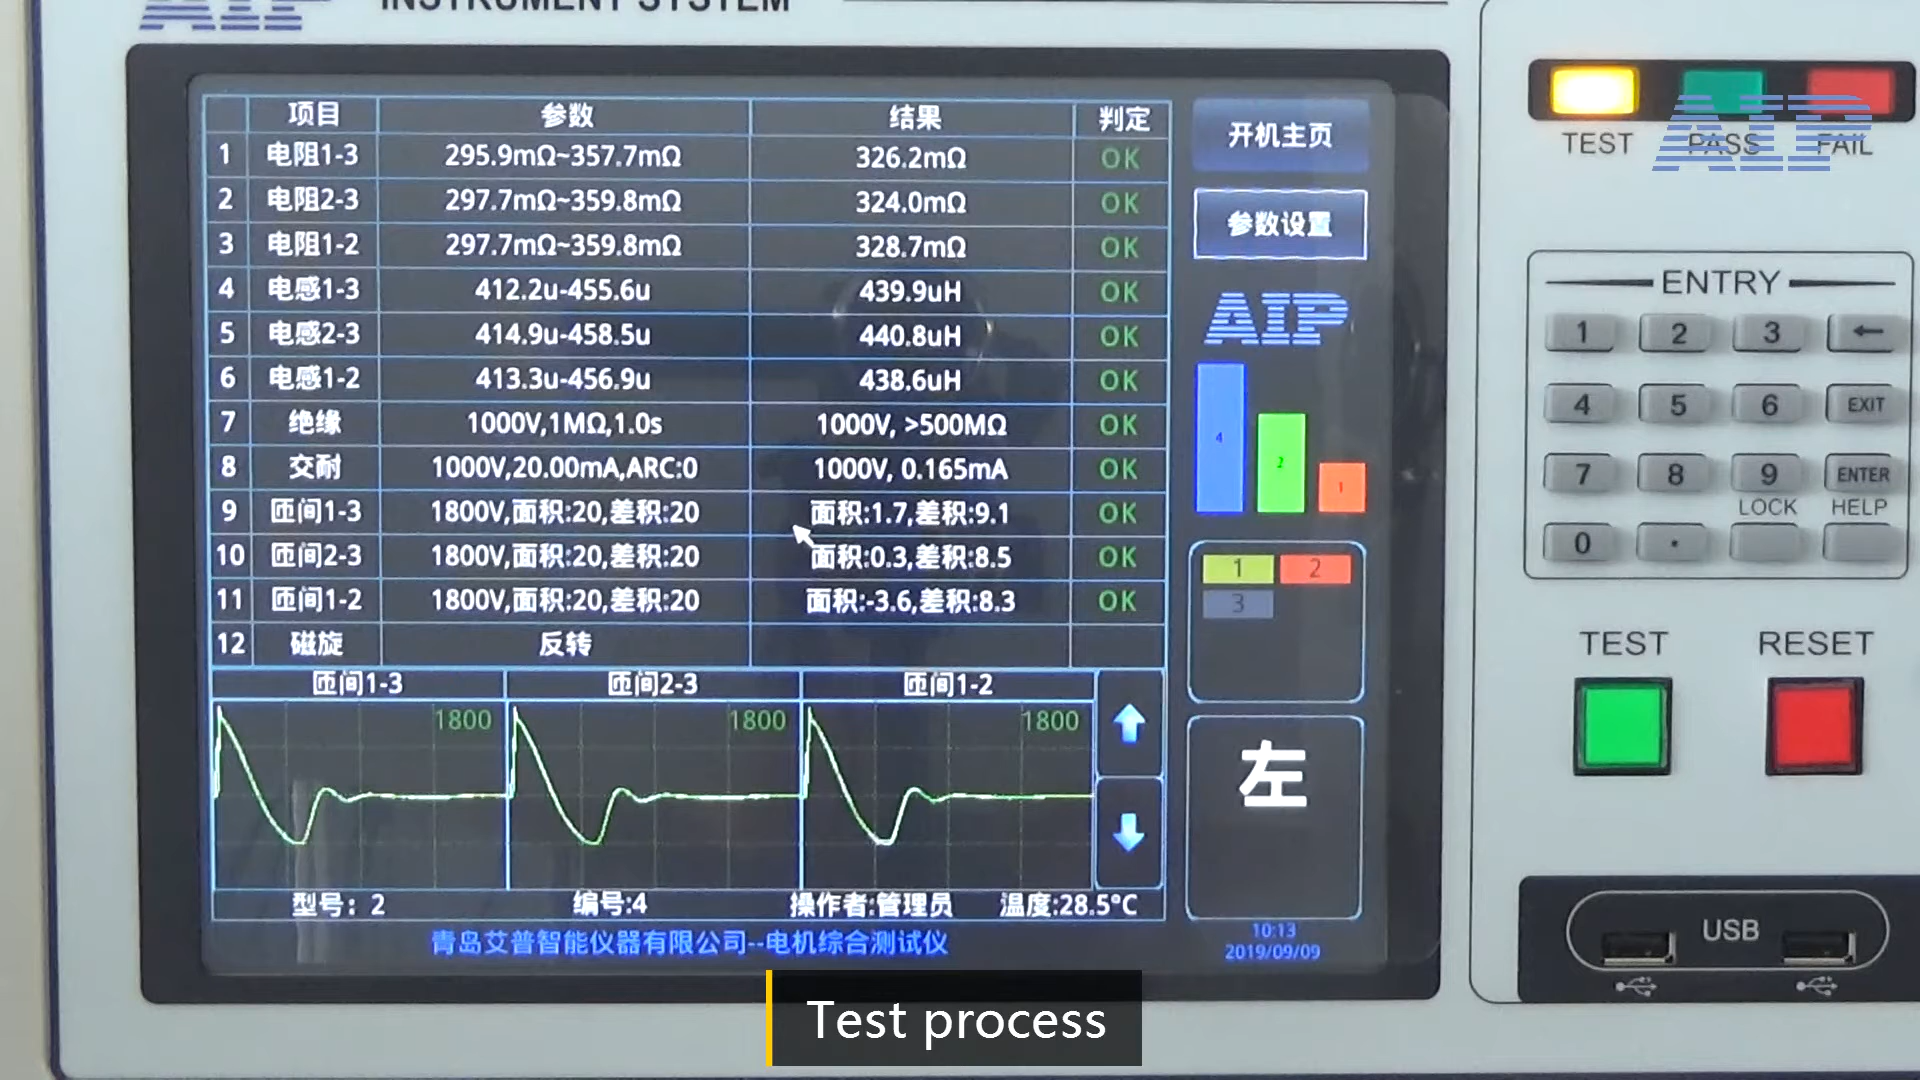 AIP INSTRUMENT SYSTEM
项目 参数 结果 判定
1 电阻1-3 295.9mΩ~357.7mΩ 326.2mΩ OK
2 电阻2-3 297.7mΩ~359.8mΩ 324.0mΩ OK
3 电阻1-2 297.7mΩ~359.8mΩ 328.7mΩ OK
4 电感1-3 412.2u-455.6u 439.9uH OK
5 电感2-3 414.9u-458.5u 440.8uH OK
6 电感1-2 413.3u-456.9u 438.6uH OK
7 绝缘 1000V,1MΩ,1.0s 1000V, >500MΩ OK
8 交耐 1000V,20.00mA,ARC:0 1000V, 0.165mA OK
9 匝间1-3 1800V,面积:20,差积:20 面积:1.7,差积:9.1 OK
10 匝间2-3 1800V,面积:20,差积:20 面积:0.3,差积:8.5 OK
11 匝间1-2 1800V,面积:20,差积:20 面积:-3.6,差积:8.3 OK
12 磁旋 反转
匝间1-3 匝间2-3 匝间1-2
1800 1800 1800
型号: 2 编号:4 操作者:管理员 温度:28.5°C
青岛艾普智能仪器有限公司--电机综合测试仪
开机主页
参数设置
AIP
4 2 1
1 2
3
左
10:13
2019/09/09
TEST PASS FAIL
AIP
ENTRY
1 2 3 ←
4 5 6 EXIT
7 8 9 ENTER
LOCK HELP
0 .
TEST RESET
USB
Test process